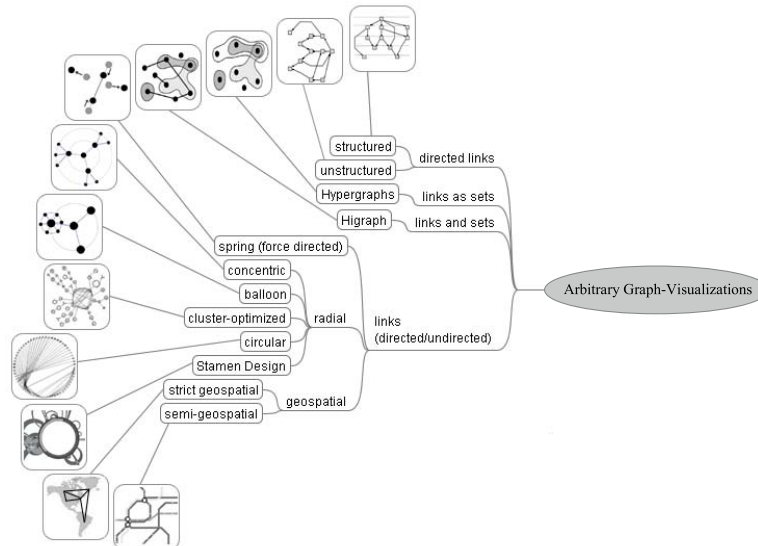 structured
directed links
unstructured
Hypergraphs
links as sets
Higraph
links and sets
spring (force directed)
concentric
balloon
cluster-optimized
radial
circular
Stamen Design
links
(directed/undirected)
strict geospatial
geospatial
semi-geospatial
Arbitrary Graph-Visualizations